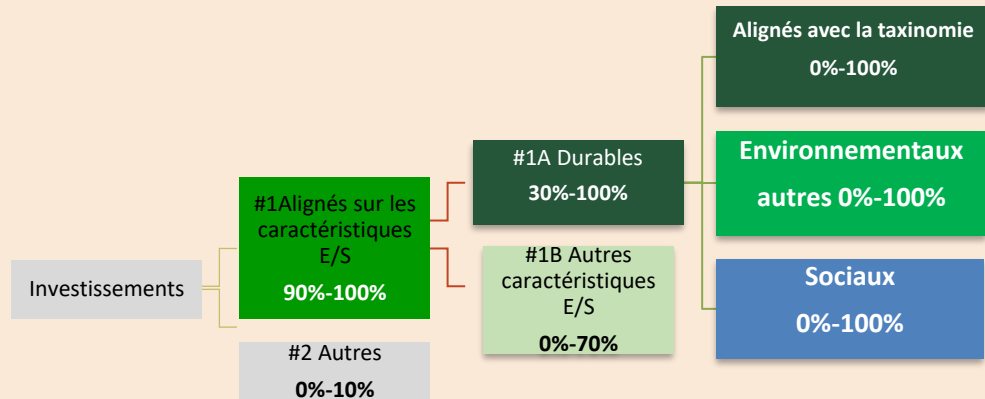 Investissements
#1Alignés sur les
caractéristiques
E/S
90%-100%
#2 Autres
0%-10%
#1A Durables
30%-100%
#1B Autres
caractéristiques
E/S
0%-70%
Alignés avec la taxinomie
0%-100%
Environnementaux
autres 0%-100%
Sociaux
0%-100%